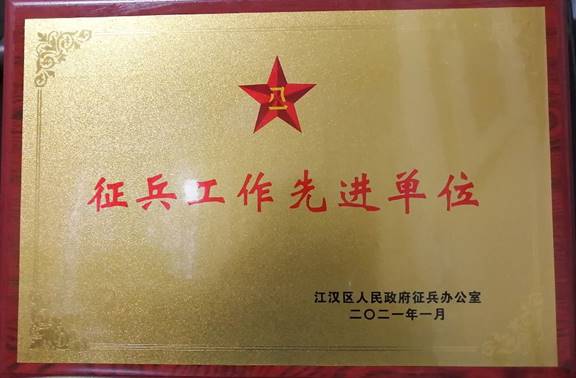 八一
征兵工作先进单位
江汉区人民政府征兵办公室
二〇二一年一月